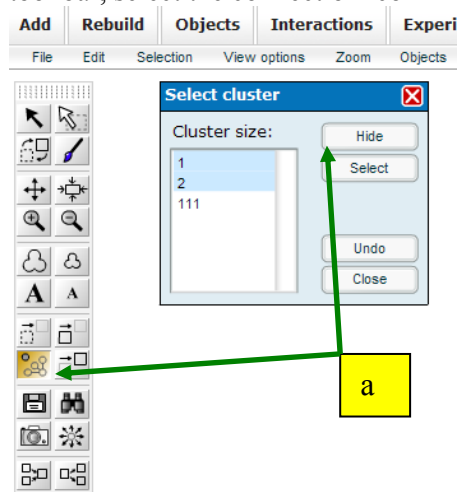 Add Rebuild Objects Interactions Experi
File Edit Selection View options Zoom Objects
Select cluster
Cluster size:
1
2
111
Hide
Select
Undo
Close
A A
a